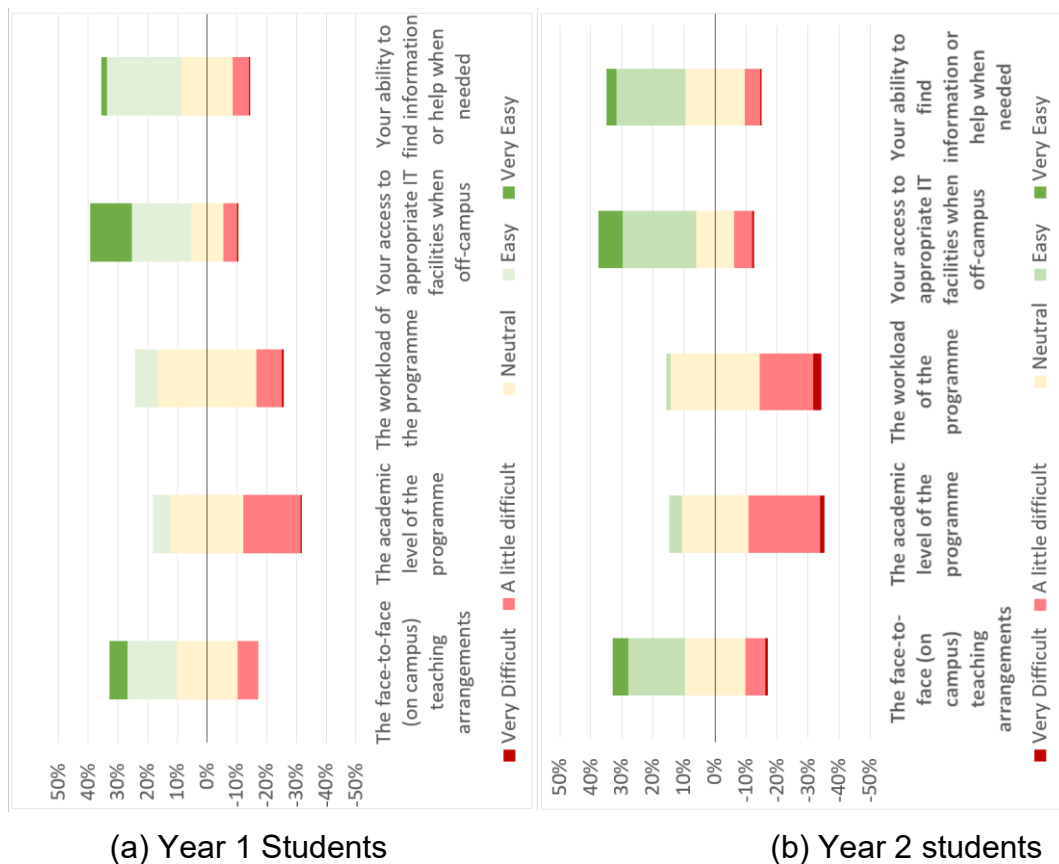 50%
40%
30%
20%
10%
0%
-10%
-20%
-30%
-40%
-50%
The face-to-face
(on campus)
teaching
arrangements
The academic
level of the
programme
The workload of
the programme
Your access to
appropriate IT
facilities when
off-campus
Your ability to
find information
or help when
needed
Very Difficult
A little difficult
Neutral
Easy
Very Easy
(a) Year 1 Students
50%
40%
30%
20%
10%
0%
-10%
-20%
-30%
-40%
-50%
The face-to-
face (on
campus)
teaching
arrangements
The academic
level of the
programme
The workload
of the
programme
Your access to
appropriate IT
facilities when
off-campus
Your ability to
find
information or
help when
needed
Very Difficult
A little difficult
Neutral
Easy
Very Easy
(b) Year 2 students